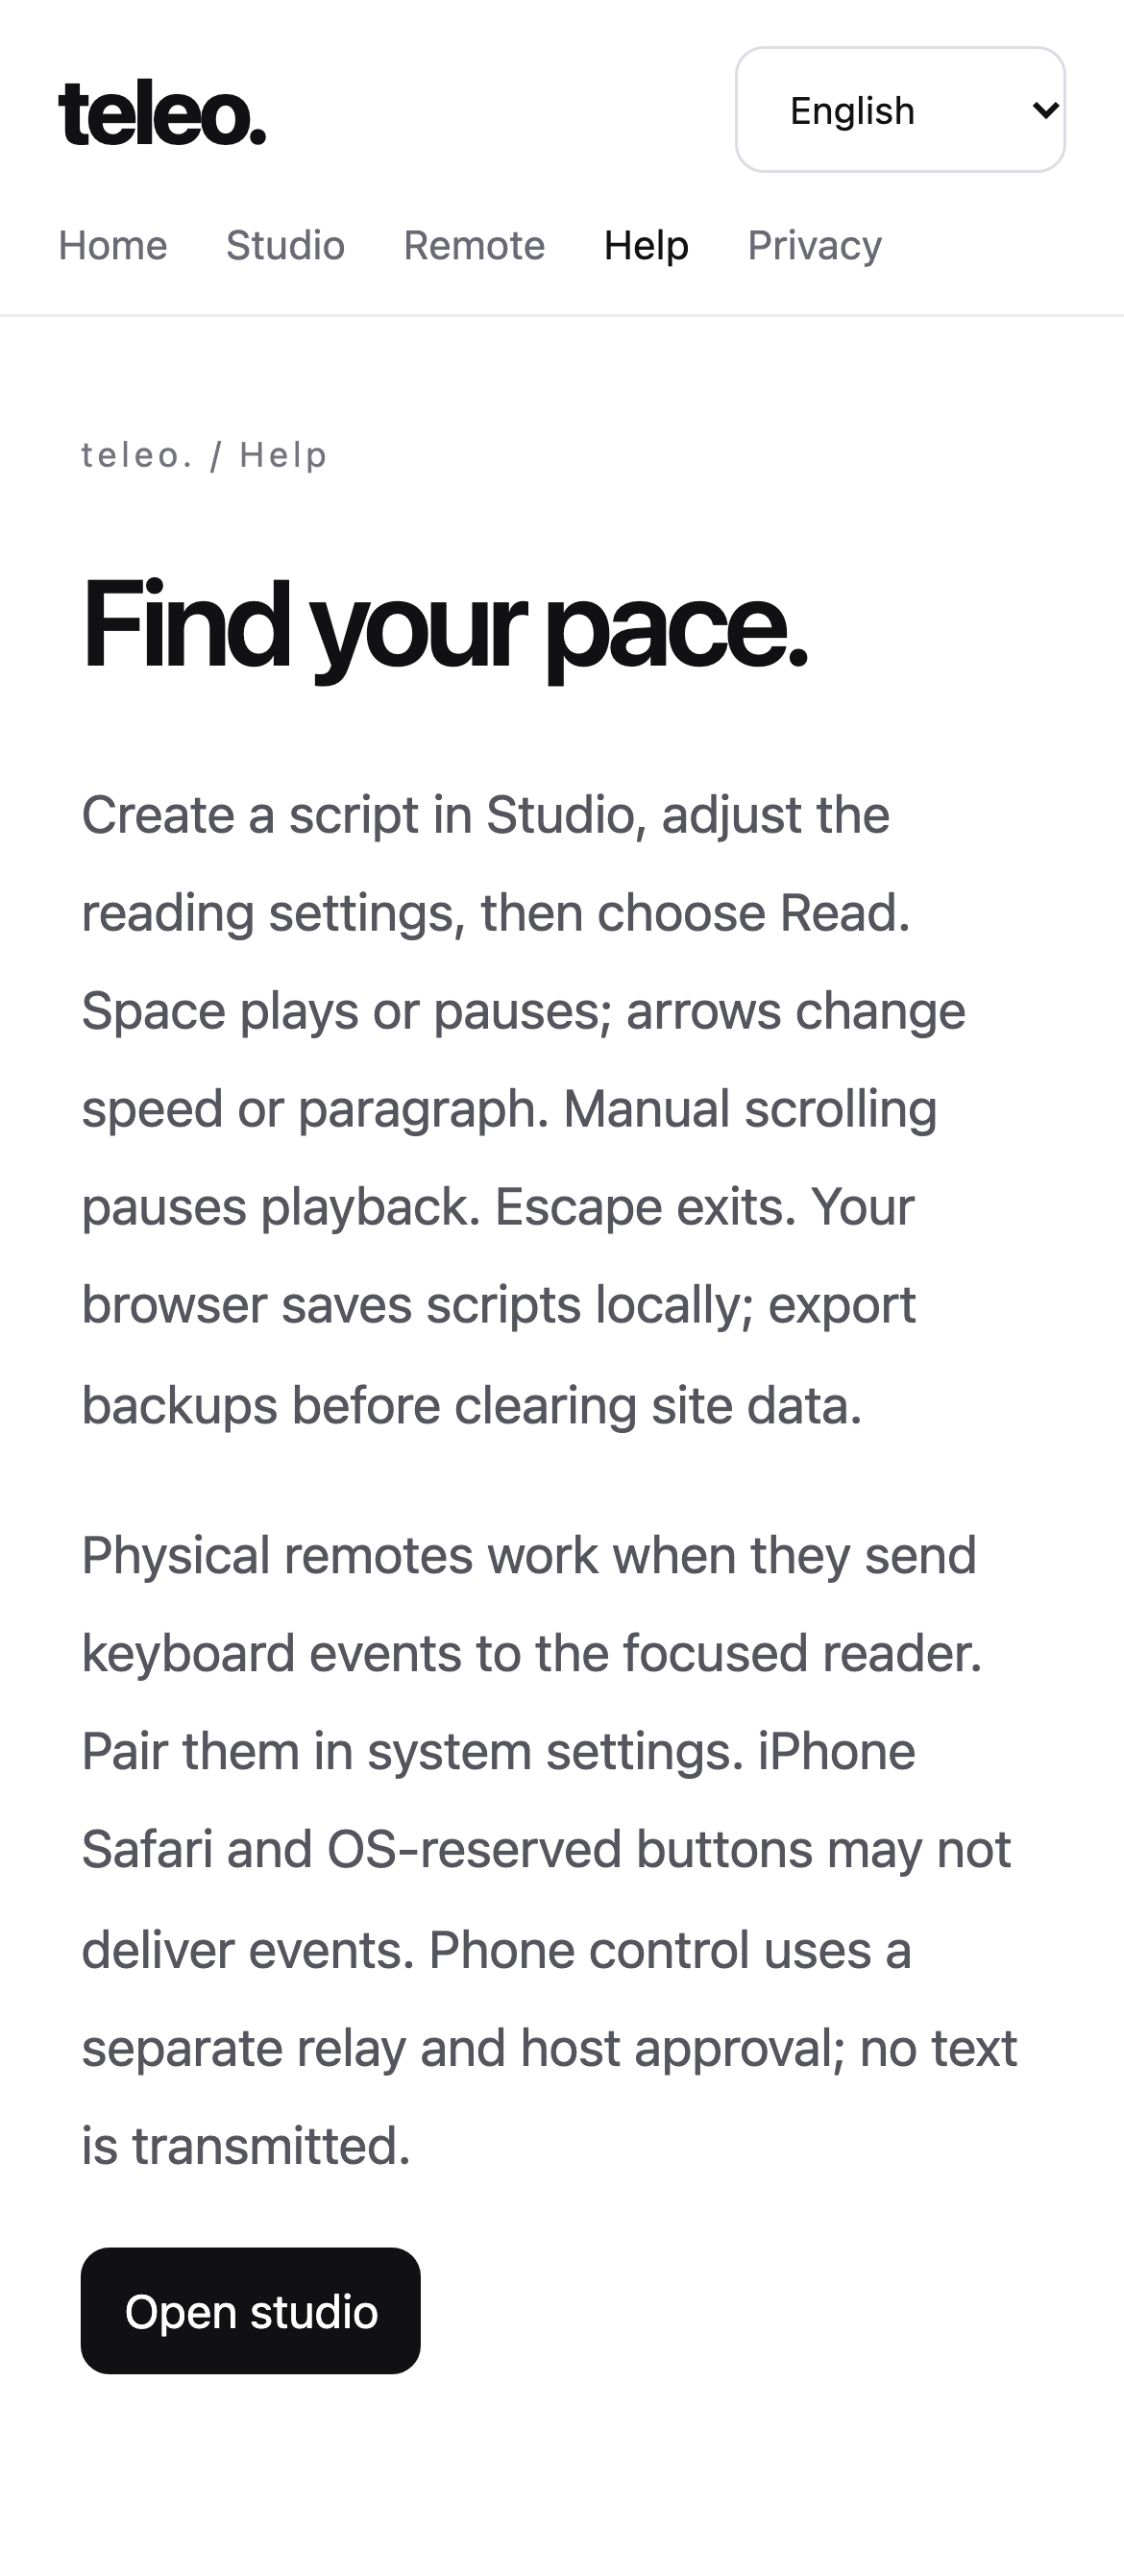 teleo.
English
Home Studio Remote Help Privacy
teleo. / Help
Find your pace.
Create a script in Studio, adjust the
reading settings, then choose Read.
Space plays or pauses; arrows change
speed or paragraph. Manual scrolling
pauses playback. Escape exits. Your
browser saves scripts locally; export
backups before clearing site data.
Physical remotes work when they send
keyboard events to the focused reader.
Pair them in system settings. iPhone
Safari and OS-reserved buttons may not
deliver events. Phone control uses a
separate relay and host approval; no text
is transmitted.
Open studio